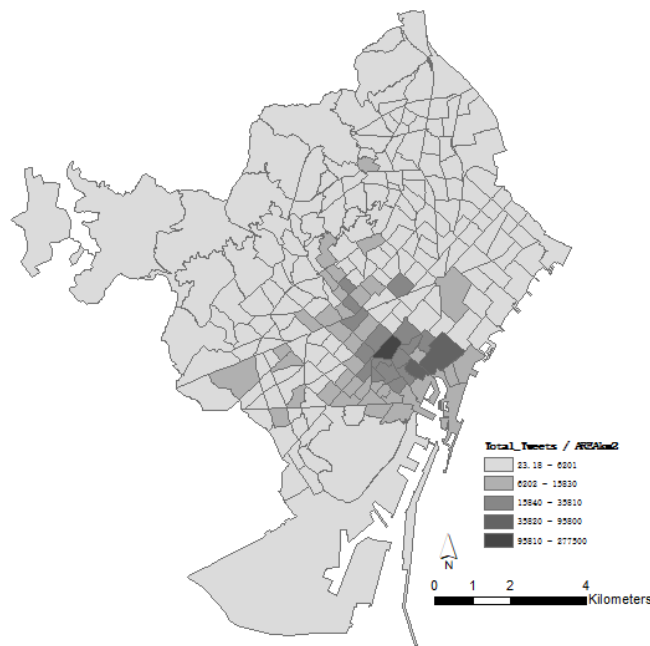 Total_Tweets / AREAkm2
23.18 - 6201
6202 - 15830
15840 - 35810
35820 - 95800
95810 - 277500
N
0 1 2 4
Kilometers